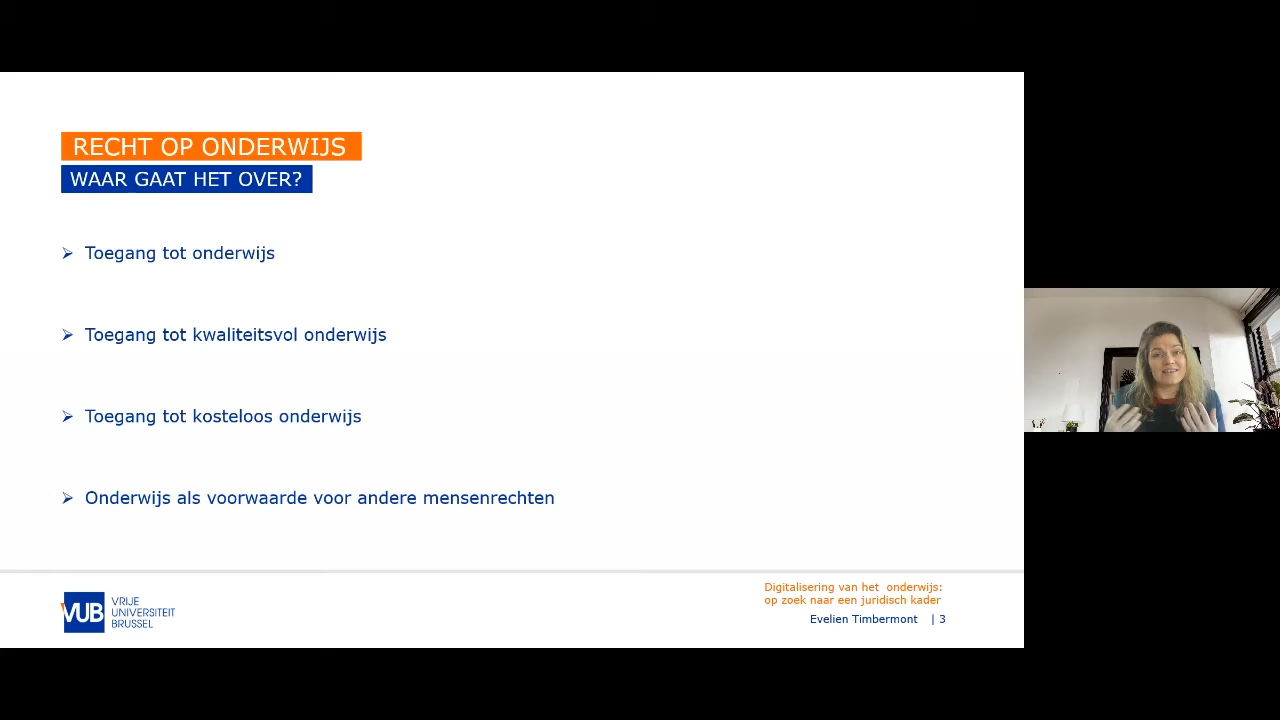 RECHT OP ONDERWIJS
WAAR GAAT HET OVER?
Toegang tot onderwijs
Toegang tot kwaliteitsvol onderwijs
Toegang tot kosteloos onderwijs
Onderwijs als voorwaarde voor andere mensenrechten
VUB
VRIJE
UNIVERSITEIT
BRUSSEL
Digitalisering van het onderwijs:
op zoek naar een juridisch kader
Evelien Timbermont | 3